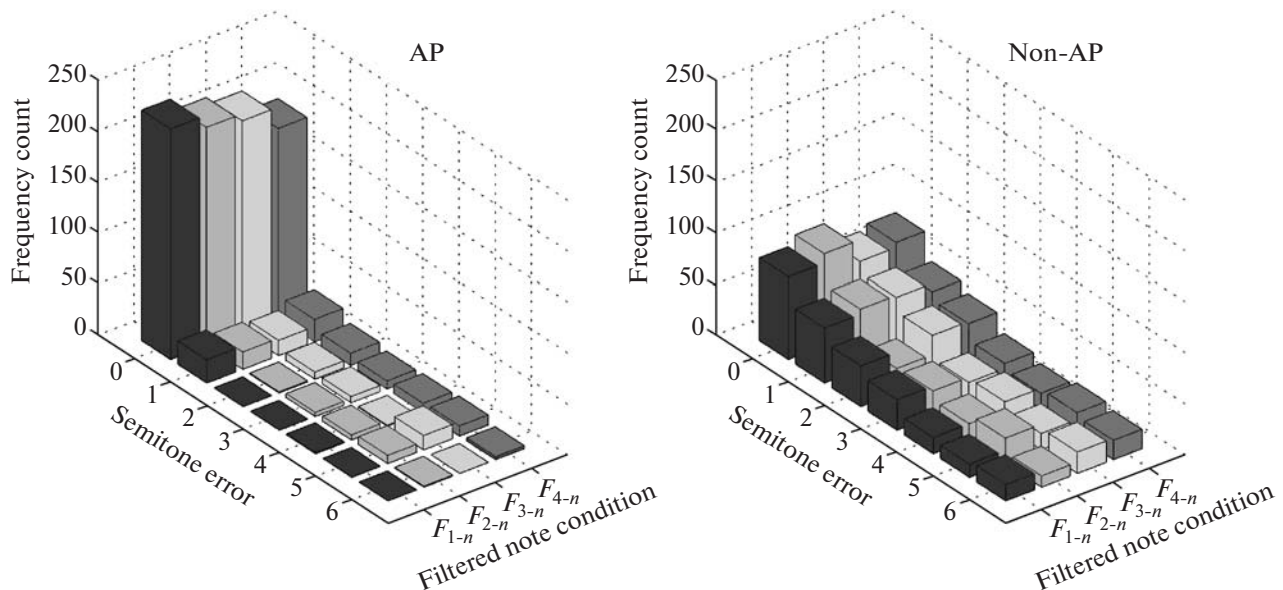 AP
Frequency count
250
200
150
100
50
0
0
1
2
3
4
5
6
Semitone error
F1-n
F2-n
F3-n
F4-n
Filtered note condition
Non-AP
Frequency count
250
200
150
100
50
0
0
1
2
3
4
5
6
Semitone error
F1-n
F2-n
F3-n
F4-n
Filtered note condition